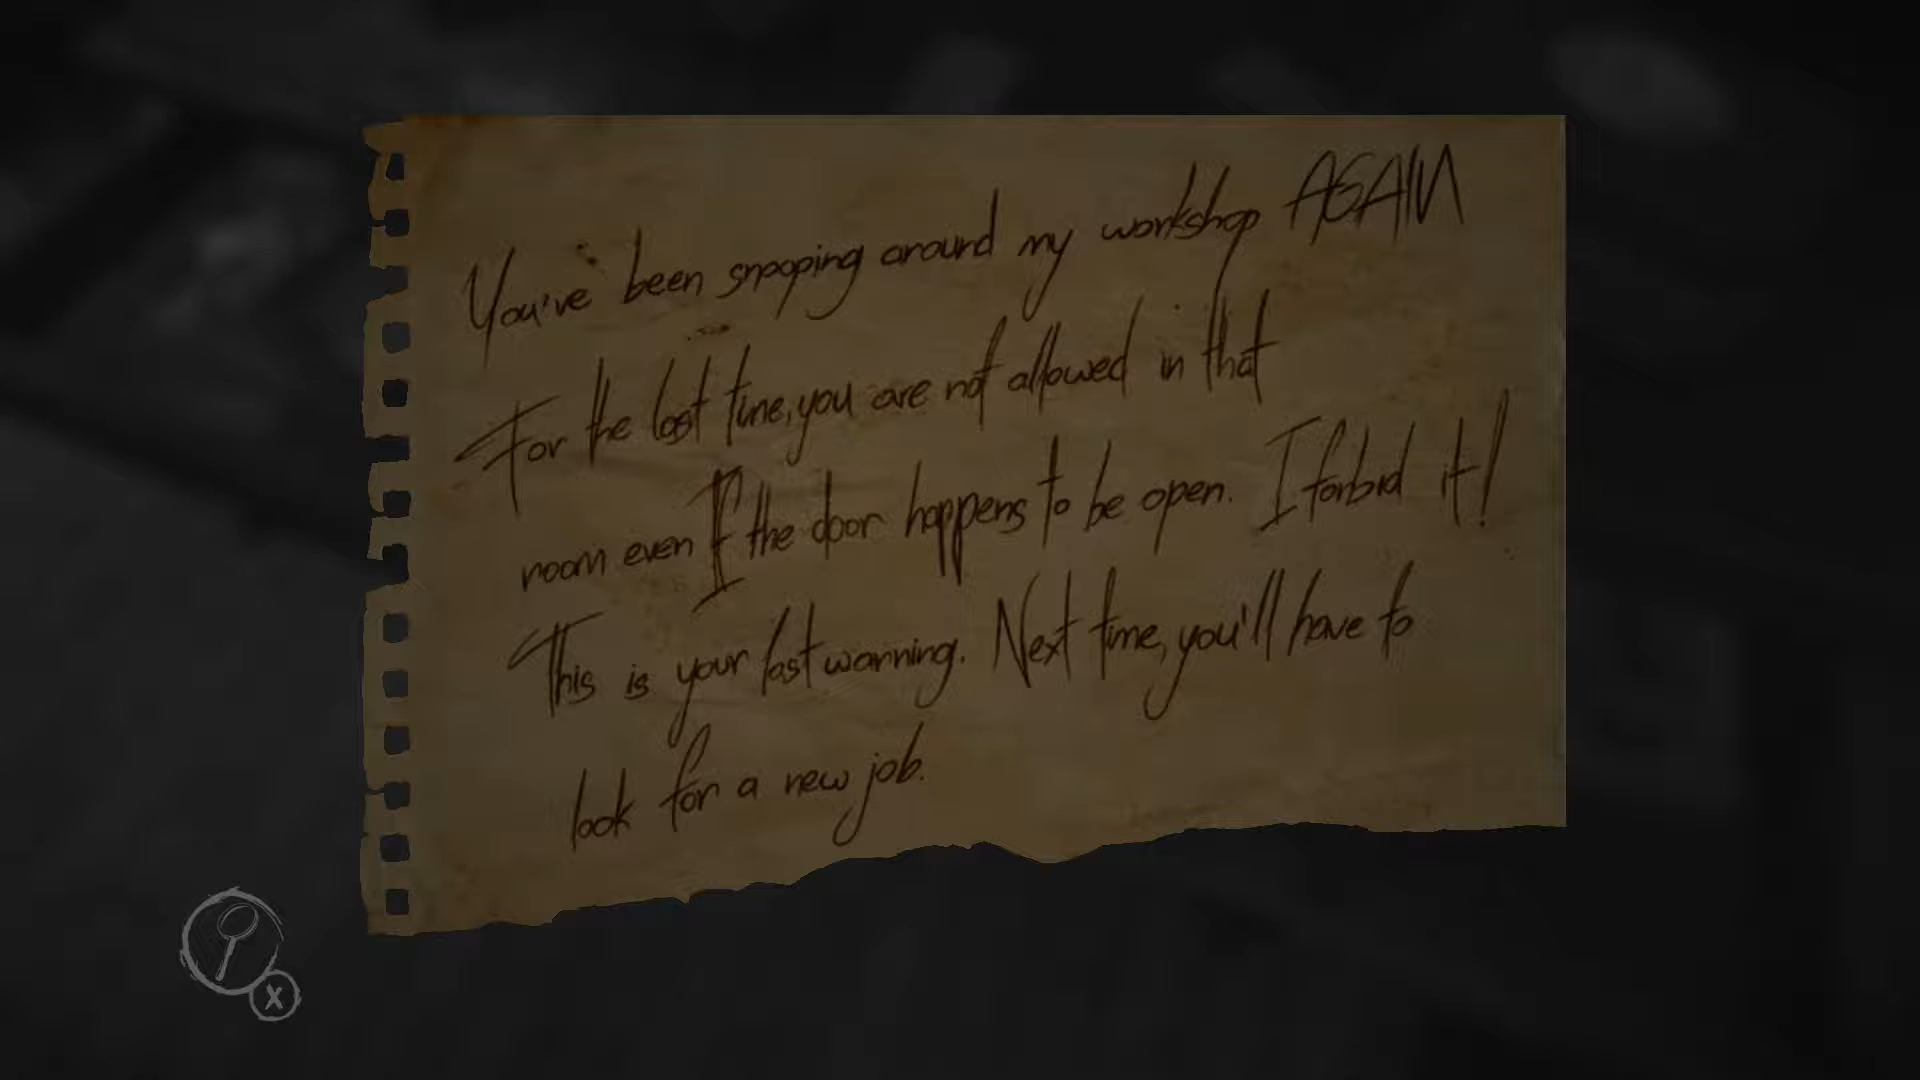 You've been snooping around my workshop AGAIN
For the last time, you are not allowed in that
room even If the door happens to be open. I forbid it!
This is your last warning. Next time, you'll have to
look for a new job.
X